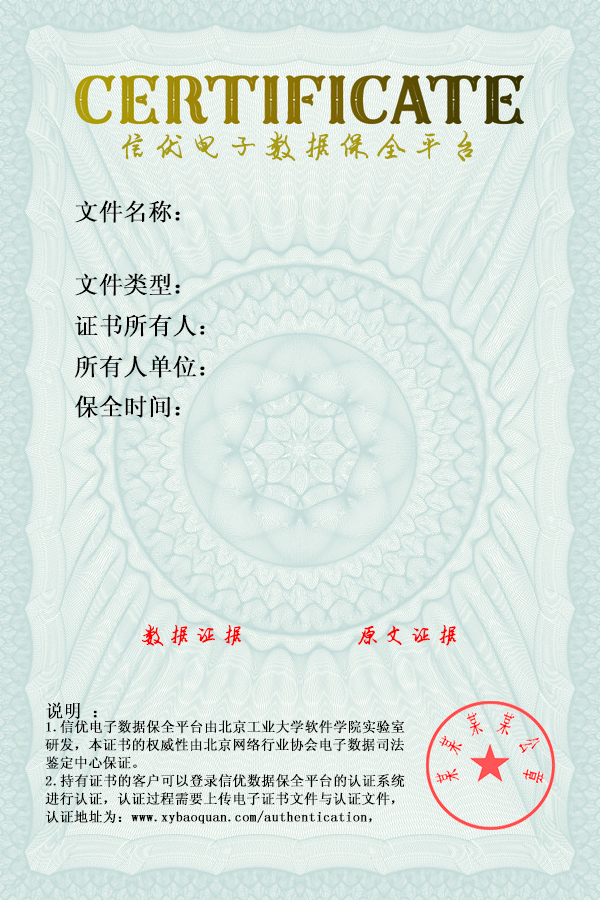 CERTIFICATE
信优电子数据保全平台
文件名称：
文件类型：
证书所有人：
所有人单位：
保全时间：
数据证据
原文证据
说明 ：
1.信优电子数据保全平台由北京工业大学软件学院实验室
研发，本证书的权威性由北京网络行业协会电子数据司法
鉴定中心保证。
2.持有证书的客户可以登录信优数据保全平台的认证系统
进行认证，认证过程需要上传电子证书文件与认证文件，
认证地址为：www.xybaoquan.com/authentication，
某某某某公章